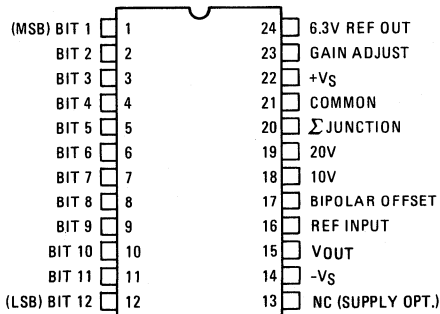 (MSB) BIT 1 1 24 6.3V REF OUT
BIT 2 2 23 GAIN ADJUST
BIT 3 3 22 +VS
BIT 4 4 21 COMMON
BIT 5 5 20 Σ JUNCTION
BIT 6 6 19 20V
BIT 7 7 18 10V
BIT 8 8 17 BIPOLAR OFFSET
BIT 9 9 16 REF INPUT
BIT 10 10 15 VOUT
BIT 11 11 14 -VS
(LSB) BIT 12 12 13 NC (SUPPLY OPT.)